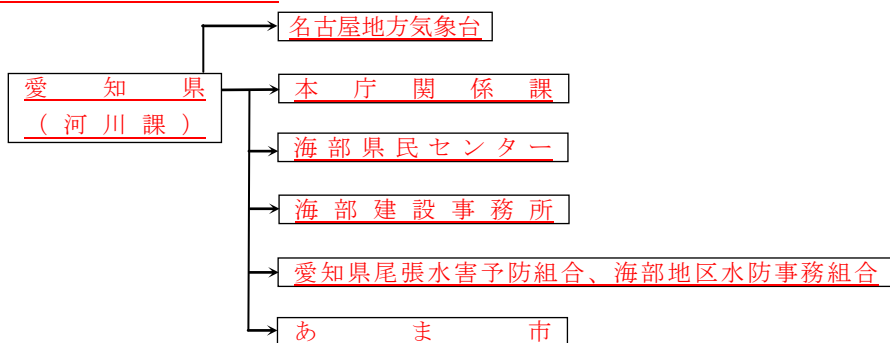 名古屋地方気象台
愛知県
（河川課）
本庁関係課
海部県民センター
海部建設事務所
愛知県尾張水害予防組合、海部地区水防事務組合
あま市